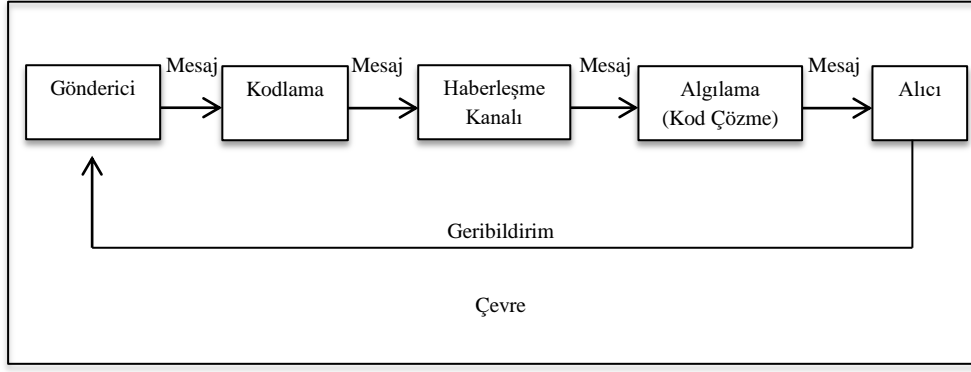 Mesaj
Mesaj
Mesaj
Mesaj
Gönderici
Kodlama
Haberleşme
Kanalı
Algılama
(Kod Çözme)
Alıcı
Geribildirim
Çevre